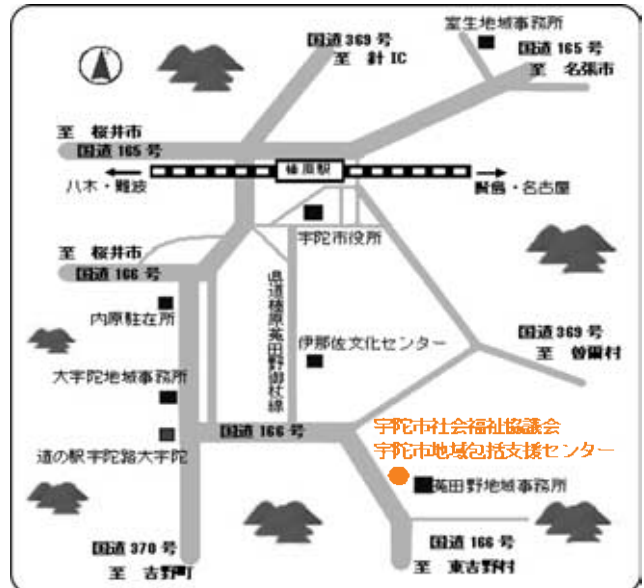 室生地域事務所
国道369号
至 針IC
国道165号
至 名張市
至 桜井市
国道165号
榛原駅
八木・難波
賢島・名古屋
宇陀市役所
至 桜井市
国道166号
県道榛原菟田野御杖線
内原駐在所
伊那佐文化センター
国道369号
至 曽爾村
大宇陀地域事務所
宇陀市社会福祉協議会
国道166号
宇陀市地域包括支援センター
道の駅宇陀路大宇陀
菟田野地域事務所
国道370号
至 吉野町
国道166号
至 東吉野村